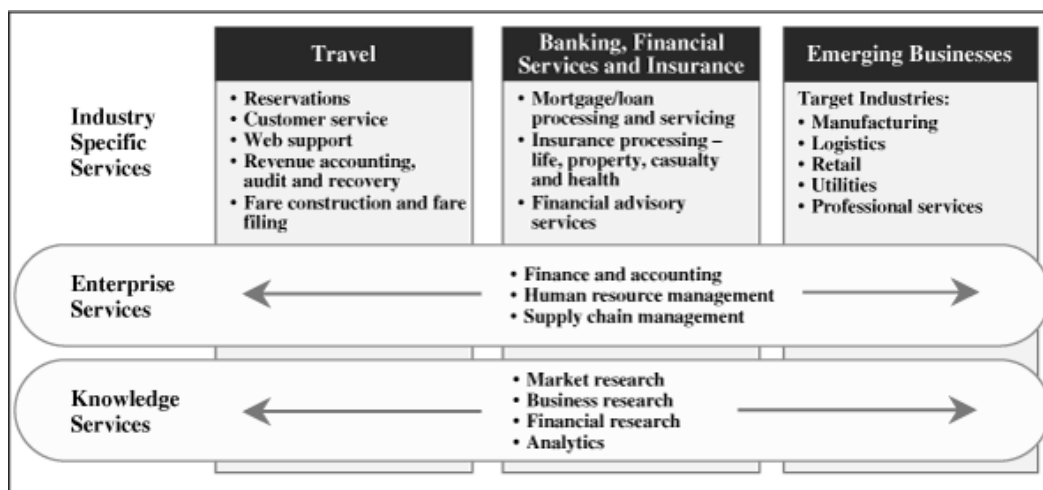 Travel
Banking, Financial
Services and Insurance
Emerging Businesses
Industry
Specific
Services
• Reservations
• Customer service
• Web support
• Revenue accounting,
audit and recovery
• Fare construction and fare
filing
• Mortgage/loan
processing and servicing
• Insurance processing –
life, property, casualty
and health
• Financial advisory
services
Target Industries:
• Manufacturing
• Logistics
• Retail
• Utilities
• Professional services
Enterprise
Services
• Finance and accounting
• Human resource management
• Supply chain management
Knowledge
Services
• Market research
• Business research
• Financial research
• Analytics